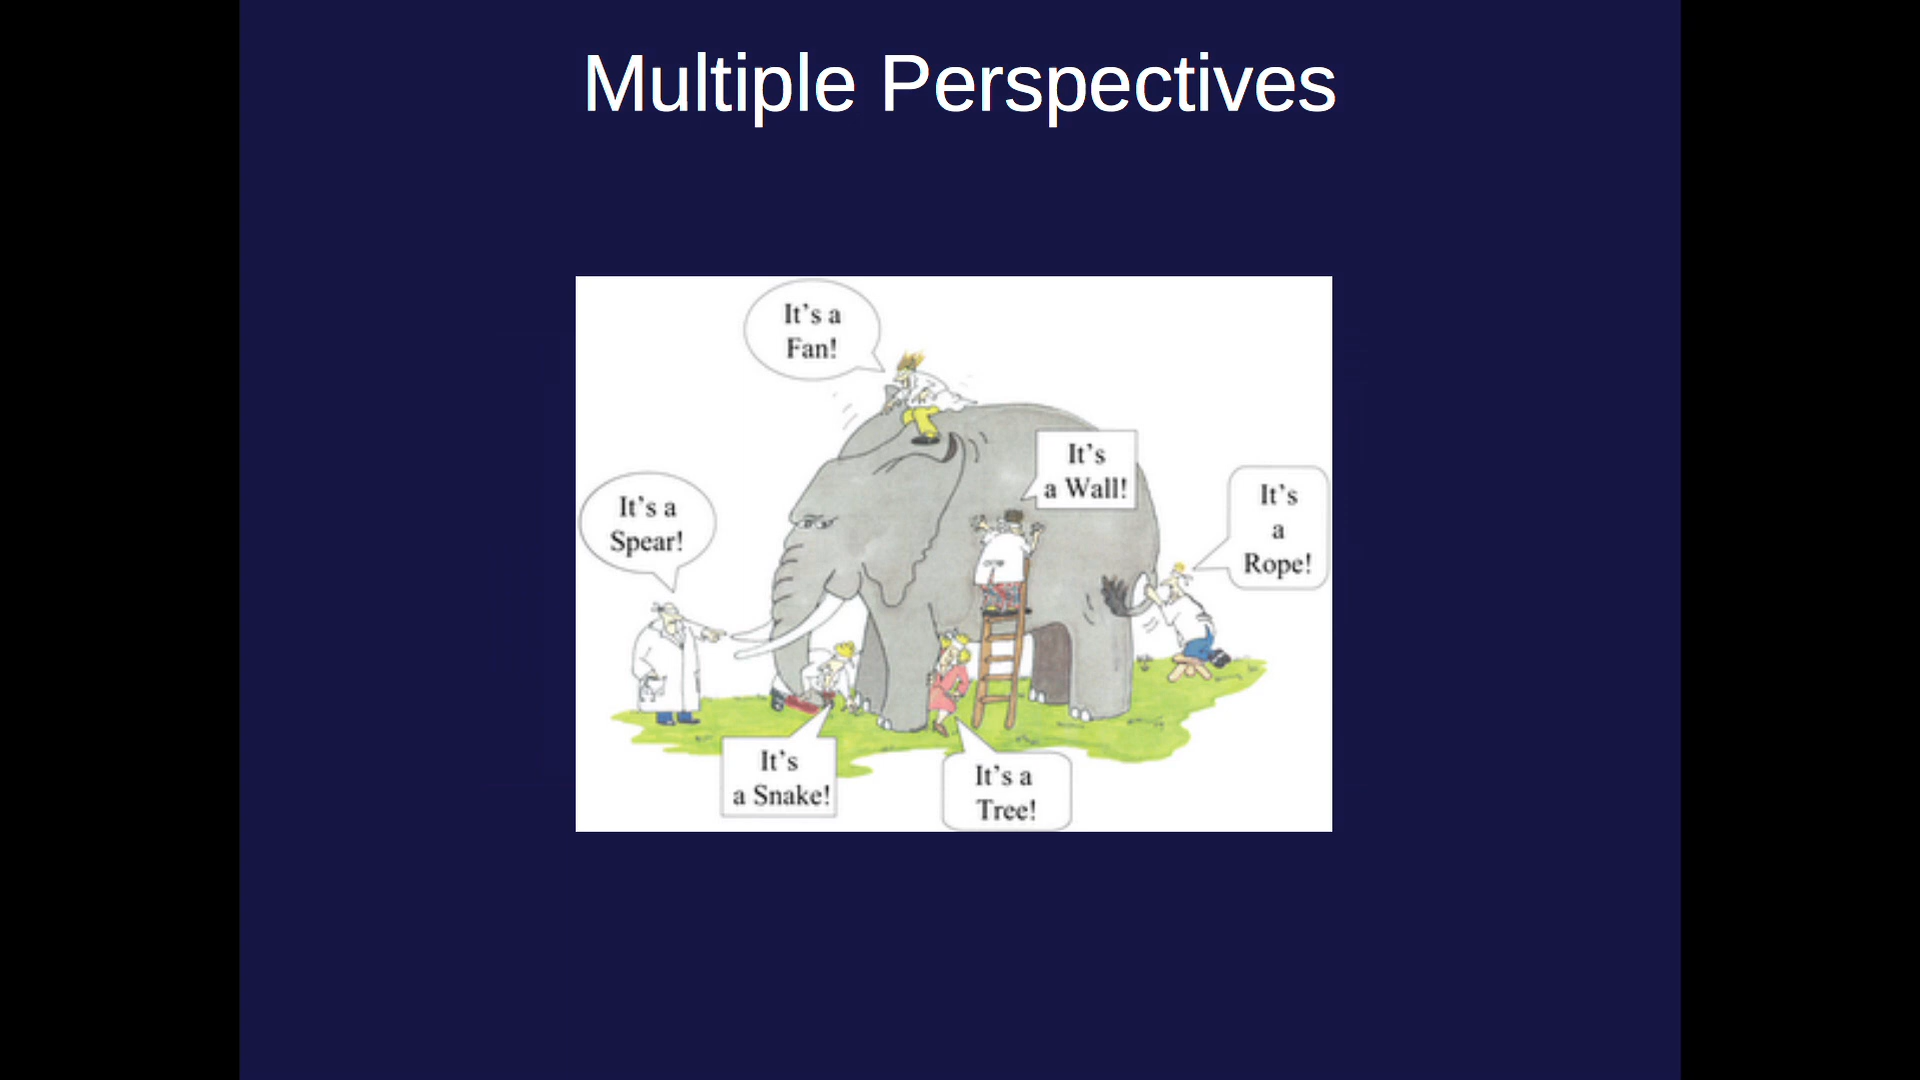 Multiple Perspectives
It's a
Fan!
It's
a Wall!
It's a
Spear!
It's
a
Rope!
It's
a Snake!
It's a
Tree!